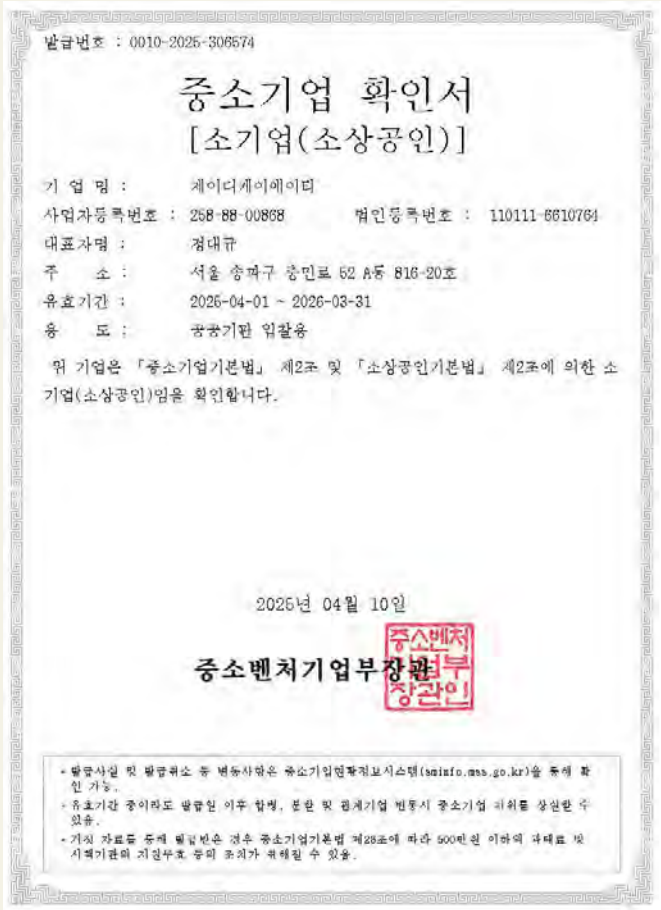 발급번호 : 0010-2025-306574
중소기업 확인서
[소기업(소상공인)]
기 업 명 : 제이디케이에이티
사업자등록번호 : 258-88-00868 법인등록번호 : 110111-6610764
대표자명 : 정대규
주 소 : 서울 송파구 충민로 52 A동 816-20호
유효기간 : 2025-04-01 ~ 2026-03-31
용 도 : 공공기관 입찰용
위 기업은 「중소기업기본법」 제2조 및 「소상공인기본법」 제2조에 의한 소
기업(소상공인)임을 확인합니다.
2025년 04월 10일
중소벤처기업부장관
중소벤처
기업부
장관인
- 발급사실 및 발급취소 등 변동사항은 중소기업현황정보시스템(sminfo.mss.go.kr)을 통해 확
인 가능.
- 유효기간 중이라도 발급일 이후 합병, 분할 및 관계기업 변동시 중소기업 지위를 상실할 수
있음.
- 거짓 자료를 통해 발급받은 경우 중소기업기본법 제28조에 따라 500만원 이하의 과태료 및
시책기관의 지원무효 등의 조치가 취해질 수 있음.